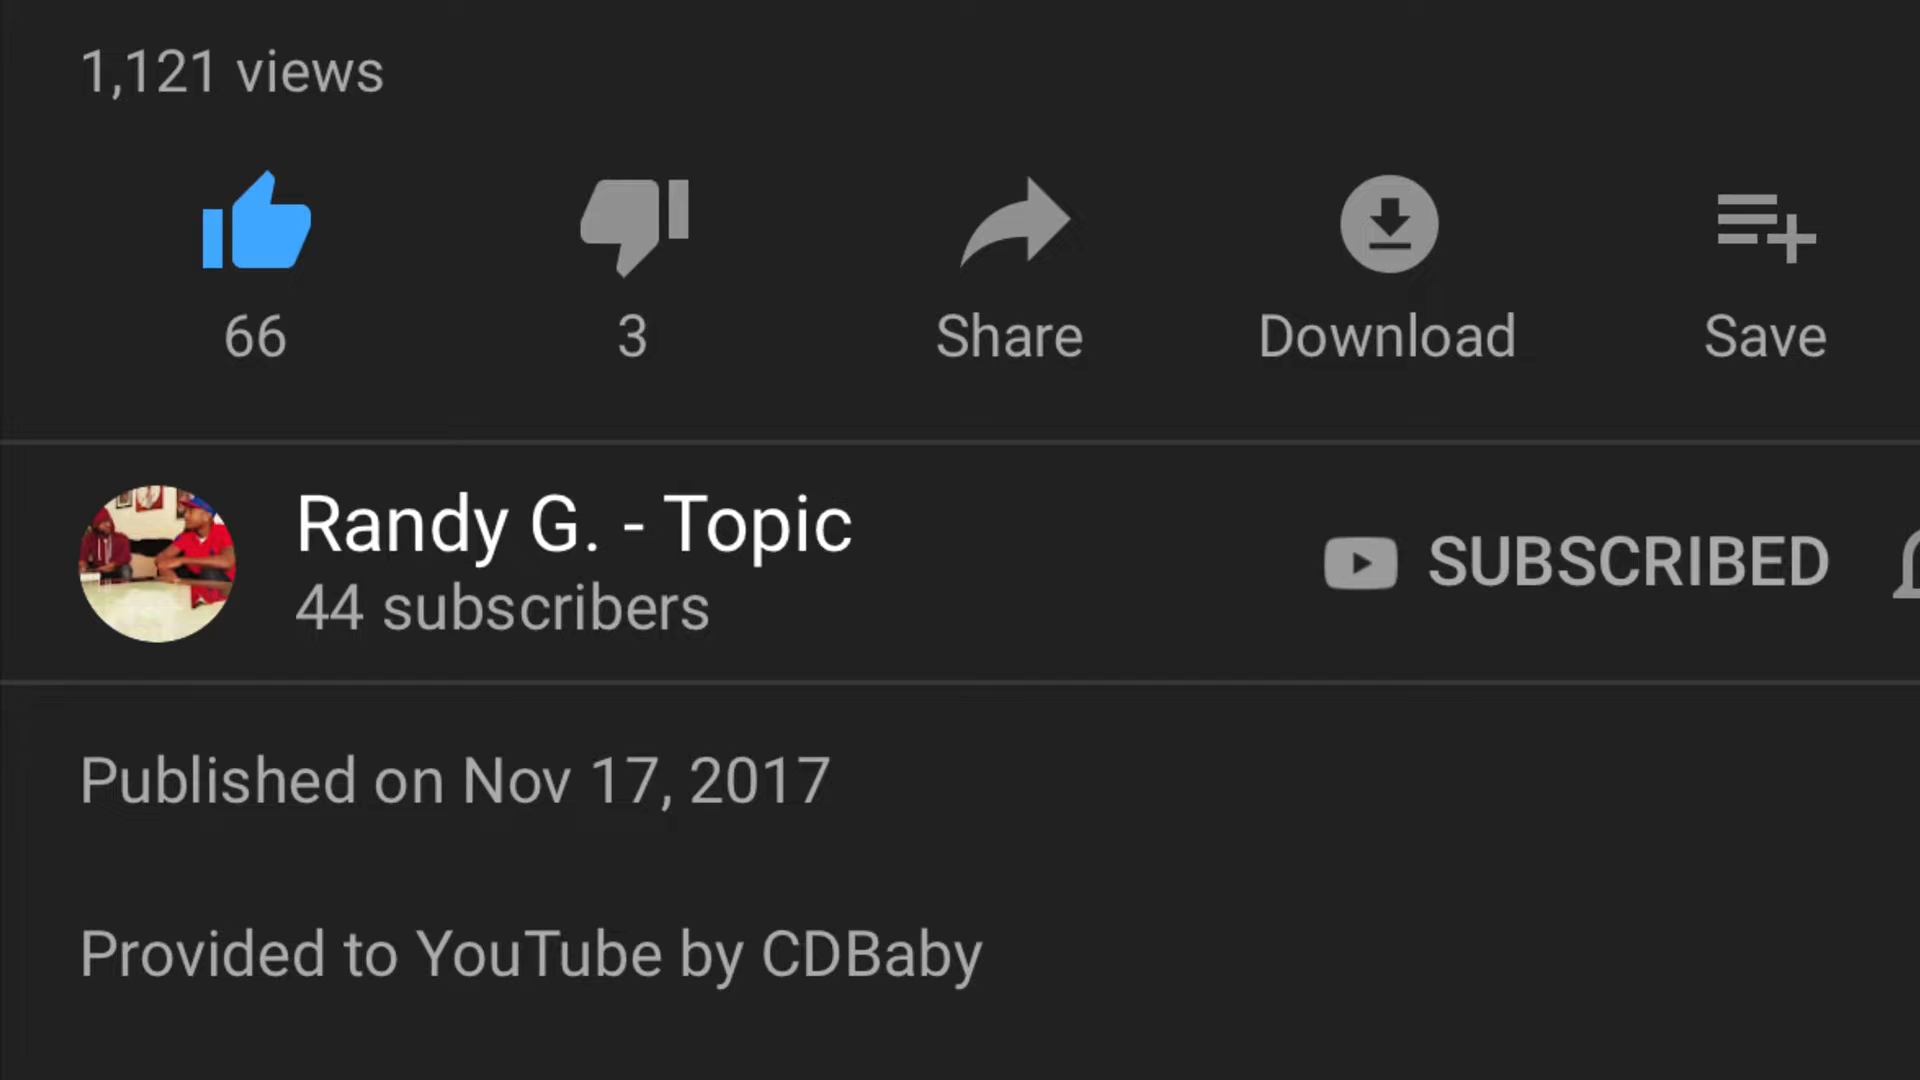 1,121 views
66 3 Share Download Save
Randy G. - Topic
44 subscribers
SUBSCRIBED
Published on Nov 17, 2017
Provided to YouTube by CDBaby